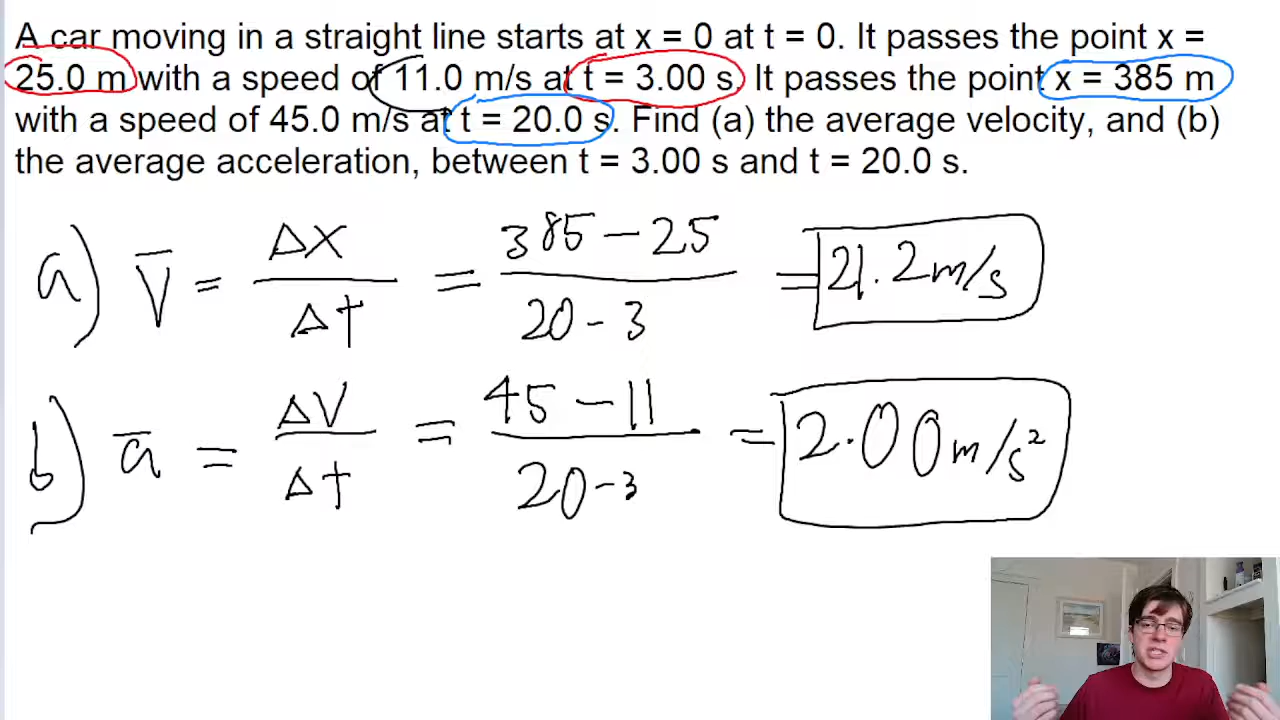 A car moving in a straight line starts at x = 0 at t = 0. It passes the point x =
25.0 m with a speed of 11.0 m/s at t = 3.00 s. It passes the point x = 385 m
with a speed of 45.0 m/s at t = 20.0 s. Find (a) the average velocity, and (b)
the average acceleration, between t = 3.00 s and t = 20.0 s.
a) v̅ = Δx/Δt = (385 - 25)/(20 - 3) = 21.2 m/s
b) a̅ = Δv/Δt = (45 - 11)/(20 - 3) = 2.00 m/s²